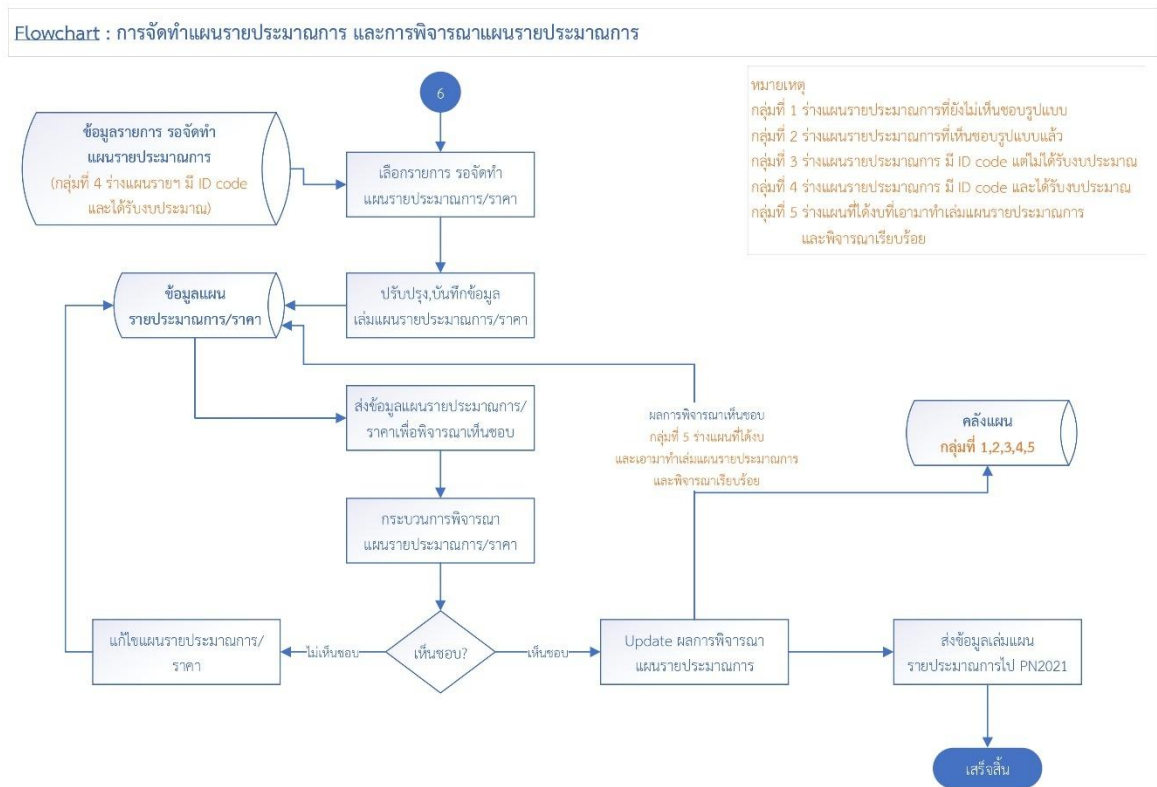 Flowchart : การจัดทำแผนรายประมาณการ และการพิจารณาแผนรายประมาณการ
6
หมายเหตุ
กลุ่มที่ 1 ร่างแผนรายประมาณการที่ยังไม่เห็นชอบรูปแบบ
กลุ่มที่ 2 ร่างแผนรายประมาณการที่เห็นชอบรูปแบบแล้ว
กลุ่มที่ 3 ร่างแผนรายประมาณการ มี ID code แต่ไม่ได้รับงบประมาณ
กลุ่มที่ 4 ร่างแผนรายประมาณการ มี ID code และได้รับงบประมาณ
กลุ่มที่ 5 ร่างแผนที่ได้งบที่เอามาทำเล่มแผนรายประมาณการ
และพิจารณาเรียบร้อย
ข้อมูลรายการ รอจัดทำ
แผนรายประมาณการ
(กลุ่มที่ 4 ร่างแผนรายฯ มี ID code
และได้รับงบประมาณ)
เลือกรายการ รอจัดทำ
แผนรายประมาณการ/ราคา
ข้อมูลแผน
รายประมาณการ/ราคา
ปรับปรุง,บันทึกข้อมูล
เล่มแผนรายประมาณการ/ราคา
ส่งข้อมูลแผนรายประมาณการ/
ราคาเพื่อพิจารณาเห็นชอบ
ผลการพิจารณาเห็นชอบ
กลุ่มที่ 5 ร่างแผนที่ได้งบ
และเอามาทำเล่มแผนรายประมาณการ
และพิจารณาเรียบร้อย
คลังแผน
กลุ่มที่ 1,2,3,4,5
กระบวนการพิจารณา
แผนรายประมาณการ/ราคา
แก้ไขแผนรายประมาณการ/
ราคา
ไม่เห็นชอบ
เห็นชอบ?
เห็นชอบ
Update ผลการพิจารณา
แผนรายประมาณการ
ส่งข้อมูลเล่มแผน
รายประมาณการไป PN2021
เสร็จสิ้น